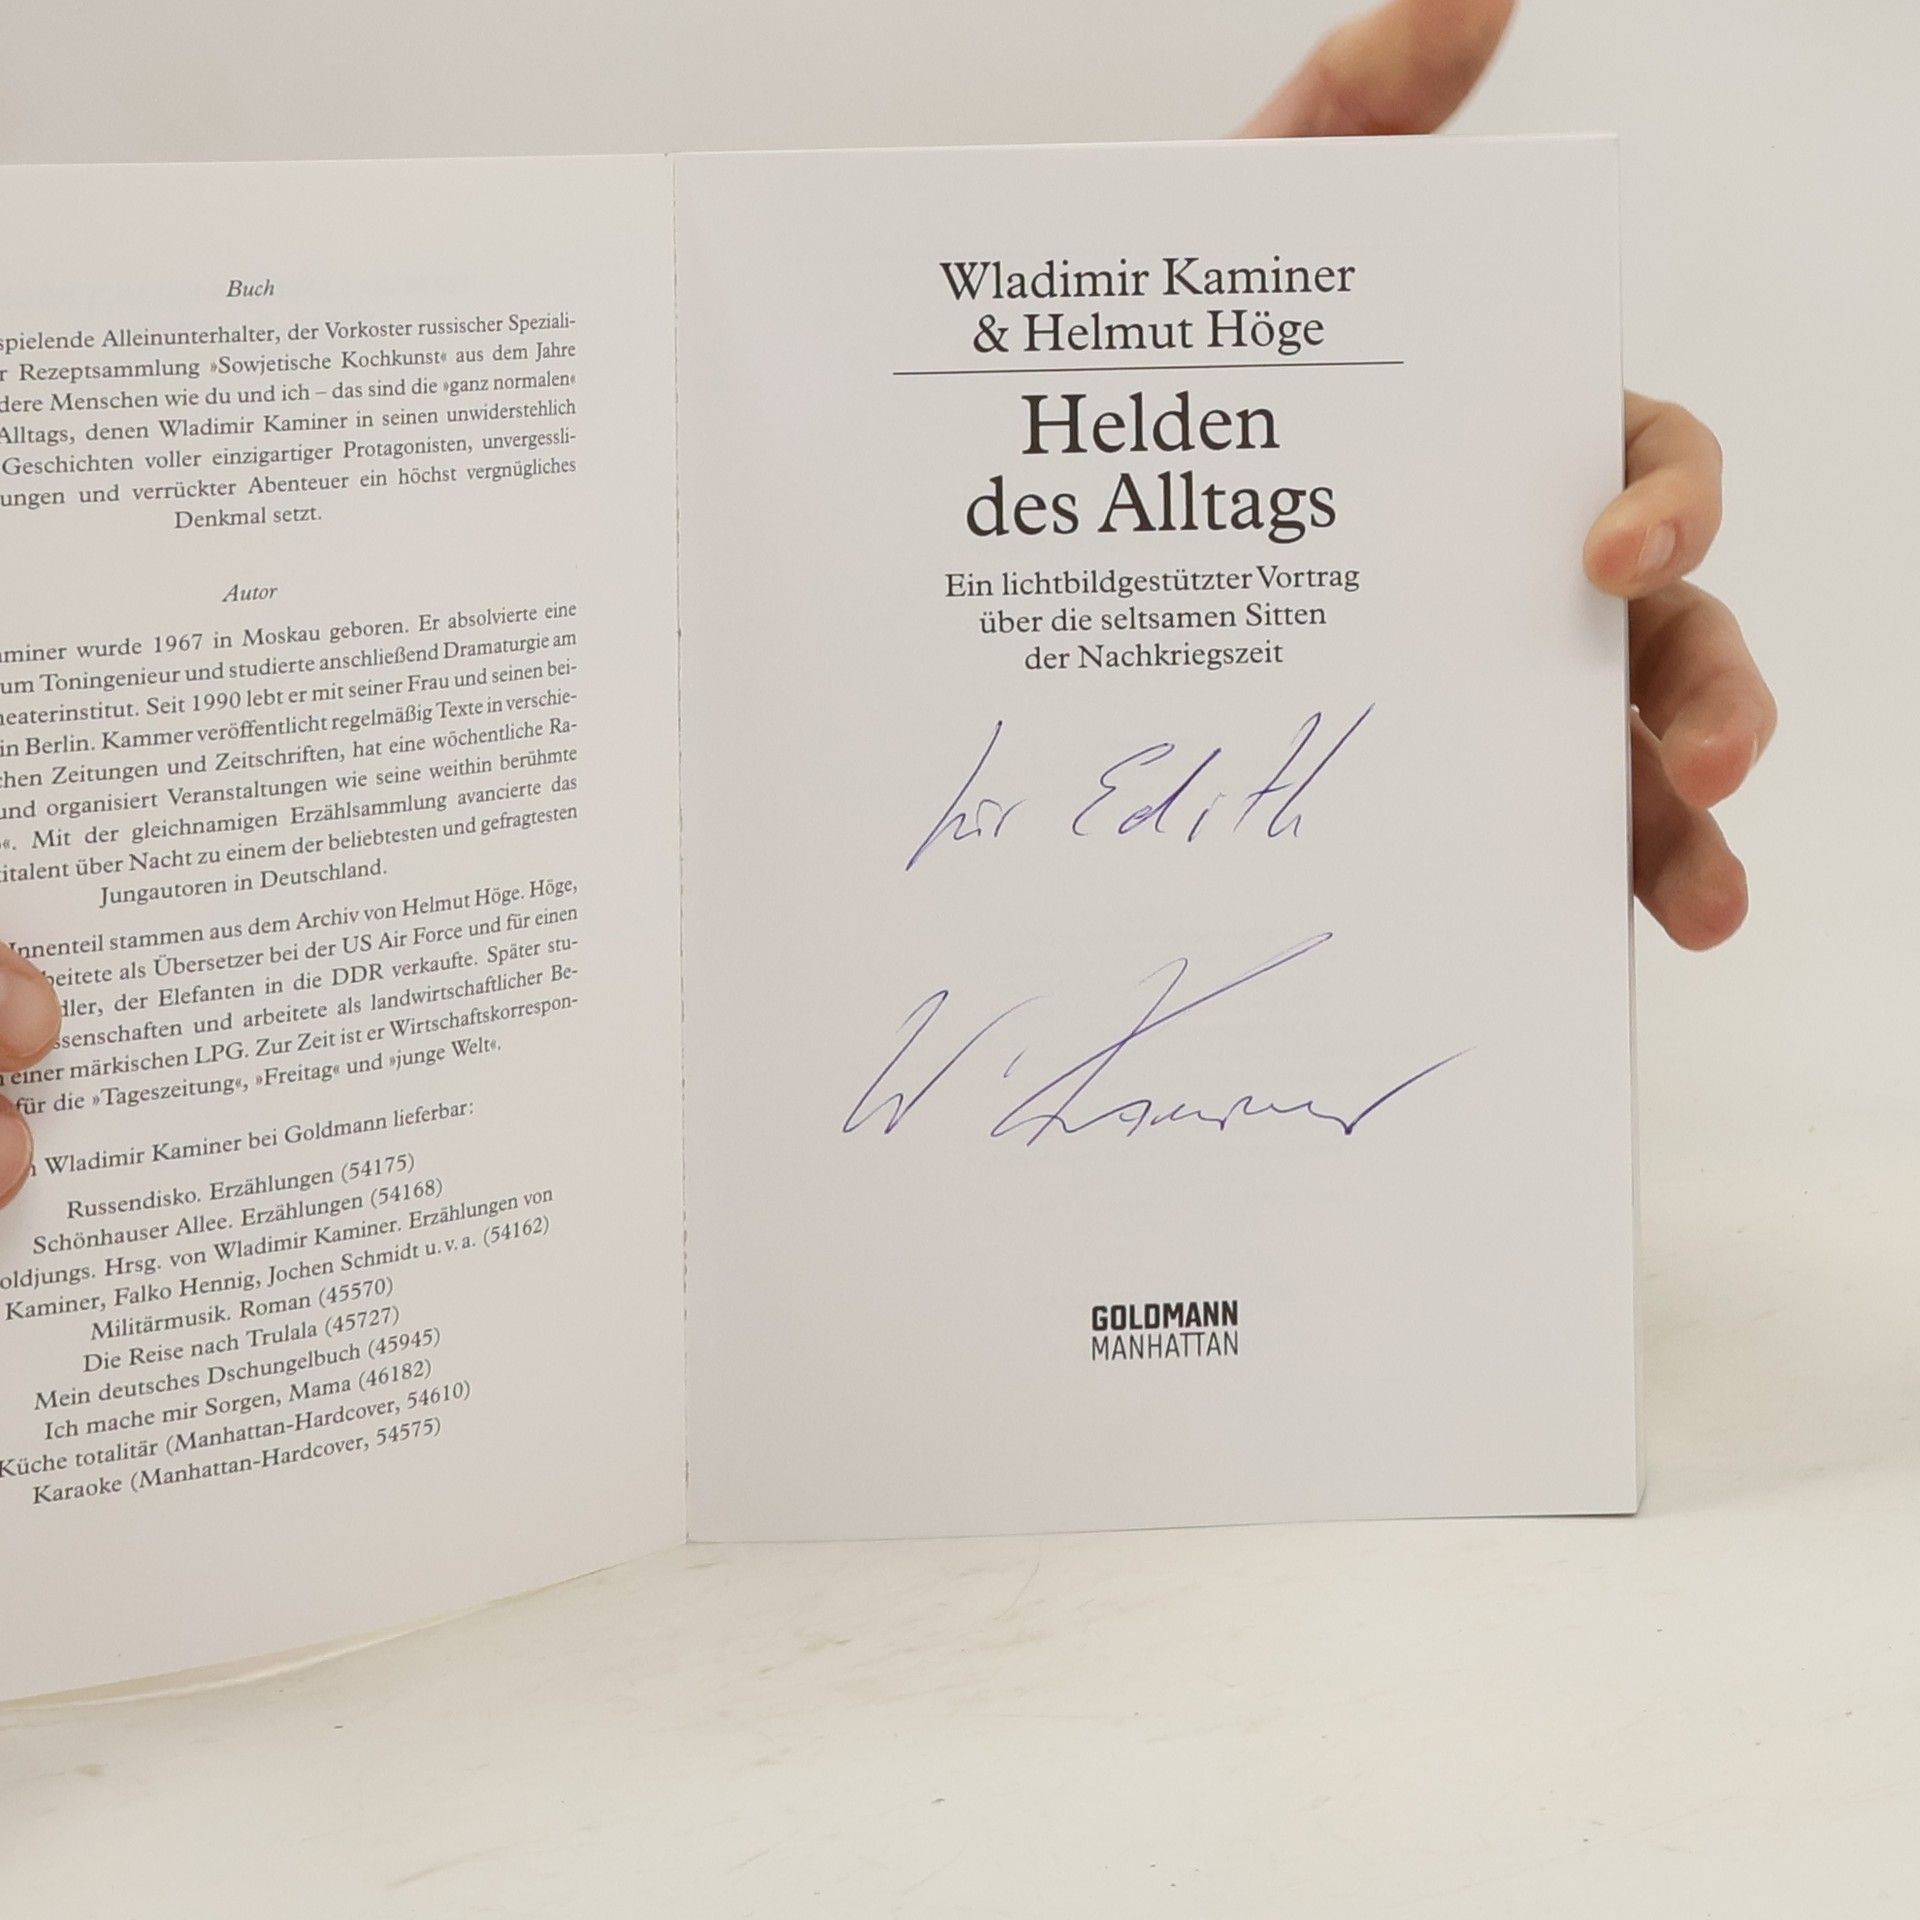 Buch
spielende Alleinunterhalter, der Vorkoster russischer Speziali-
r Rezeptsammlung »Sowjetische Kochkunst« aus dem Jahre
dere Menschen wie du und ich – das sind die »ganz normalen«
Alltags, denen Wladimir Kaminer in seinen unwiderstehlich
Geschichten voller einzigartiger Protagonisten, unvergessli-
ungen und verrückter Abenteuer ein höchst vergnügliches
Denkmal setzt.
Autor
aminer wurde 1967 in Moskau geboren. Er absolvierte eine
um Toningenieur und studierte anschließend Dramaturgie am
heaterinstitut. Seit 1990 lebt er mit seiner Frau und seinen bei-
in Berlin. Kammer veröffentlicht regelmäßig Texte in verschie-
chen Zeitungen und Zeitschriften, hat eine wöchentliche Ra-
und organisiert Veranstaltungen wie seine weithin berühmte
«. Mit der gleichnamigen Erzählsammlung avancierte das
titalent über Nacht zu einem der beliebtesten und gefragtesten
Jungautoren in Deutschland.
Innenteil stammen aus dem Archiv von Helmut Höge. Höge,
beitete als Übersetzer bei der US Air Force und für einen
dler, der Elefanten in die DDR verkaufte. Später stu-
ssenschaften und arbeitete als landwirtschaftlicher Be-
n einer märkischen LPG. Zur Zeit ist er Wirtschaftskorrespon-
für die »Tageszeitung«, »Freitag« und »junge Welt«.
n Wladimir Kaminer bei Goldmann lieferbar:
Russendisko. Erzählungen (54175)
Schönhauser Allee. Erzählungen (54168)
oldjungs. Hrsg. von Wladimir Kaminer. Erzählungen von
Kaminer, Falko Hennig, Jochen Schmidt u. v. a. (54162)
Militärmusik. Roman (45570)
Die Reise nach Trulala (45727)
Mein deutsches Dschungelbuch (45945)
Ich mache mir Sorgen, Mama (46182)
Küche totalitär (Manhattan-Hardcover, 54610)
Karaoke (Manhattan-Hardcover, 54575)
Wladimir Kaminer
& Helmut Höge
Helden
des Alltags
Ein lichtbildgestützter Vortrag
über die seltsamen Sitten
der Nachkriegszeit
für Edith
W. Kaminer
GOLDMANN
MANHATTAN